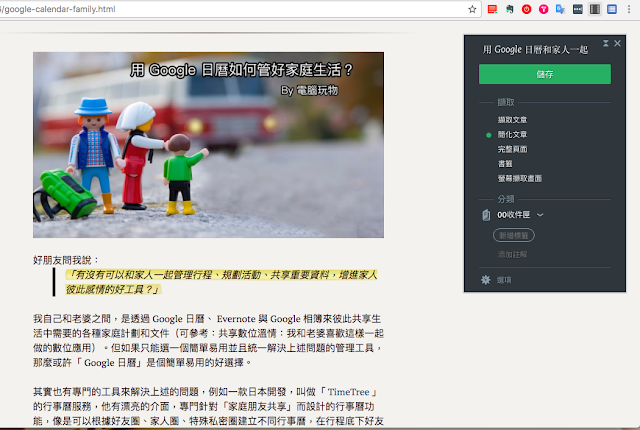 6/google-calendar-family.html
用 Google 日曆如何管好家庭生活？
By 電腦玩物
好朋友問我說：
「有沒有可以和家人一起管理行程、規劃活動、共享重要資料，增進家人
彼此感情的好工具？」
我自己和老婆之間，是透過 Google 日曆、 Evernote 與 Google 相簿來彼此共享生
活中需要的各種家庭計劃和文件（可參考：共享數位溫情：我和老婆喜歡這樣一起
做的數位應用）。但如果只能選一個簡單易用並且統一解決上述問題的管理工具，
那麼或許「 Google 日曆」是個簡單易用的好選擇。
其實也有專門的工具來解決上述的問題，例如一款日本開發，叫做「 TimeTree 」
的行事曆服務，他有漂亮的介面，專門針對「家庭朋友共享」而設計的行事曆功
能，像是可以根據好友圈、家人圈、特殊私密圈建立不同行事曆，在行程底下好友
用 Google 日曆和家人一起
儲存
擷取
擷取文章
簡化文章
完整頁面
書籤
螢幕擷取畫面
分類
00收件匣
新增標籤
添加註解
選項